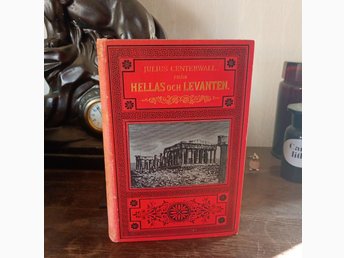 JULIUS CENTERWALL
FRÅN
HELLAS OCH LEVANTEN.